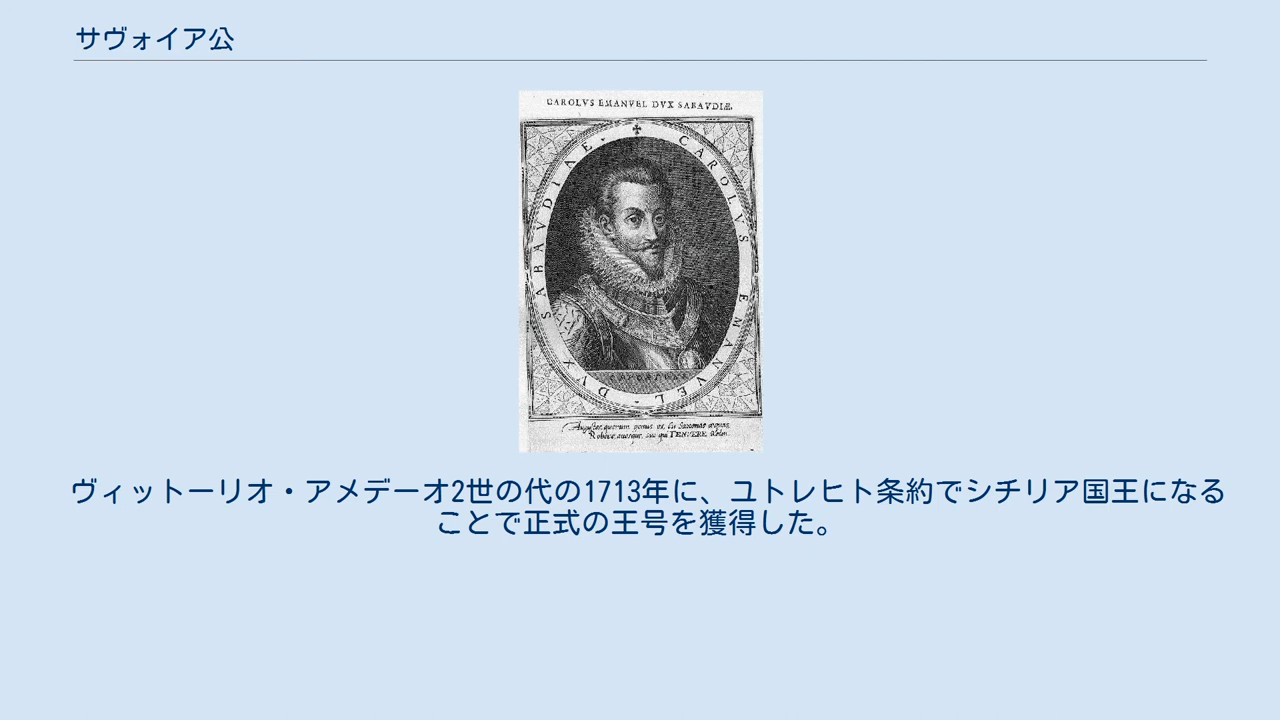 サヴォイア公
CAROLVS EMANVEL DVX SABAVDIÆ
CAROLVS EMANVEL DVX SABAVDIAE
ヴィットーリオ・アメデーオ2世の代の1713年に、ユトレヒト条約でシチリア国王になる
ことで正式の王号を獲得した。